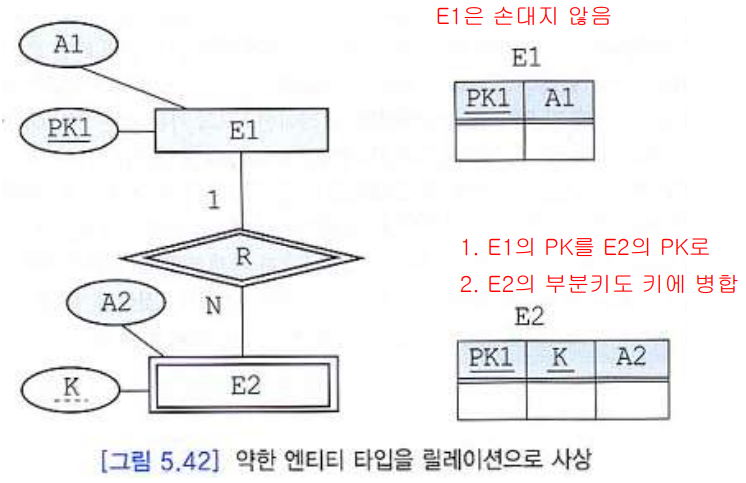 E1은 손대지 않음
A1
E1
PK1 A1
PK1
E1
1
R
1. E1의 PK를 E2의 PK로
2. E2의 부분키도 키에 병합
A2
N
E2
PK1 K A2
K
E2
[그림 5.42] 약한 엔티티 타입을 릴레이션으로 사상